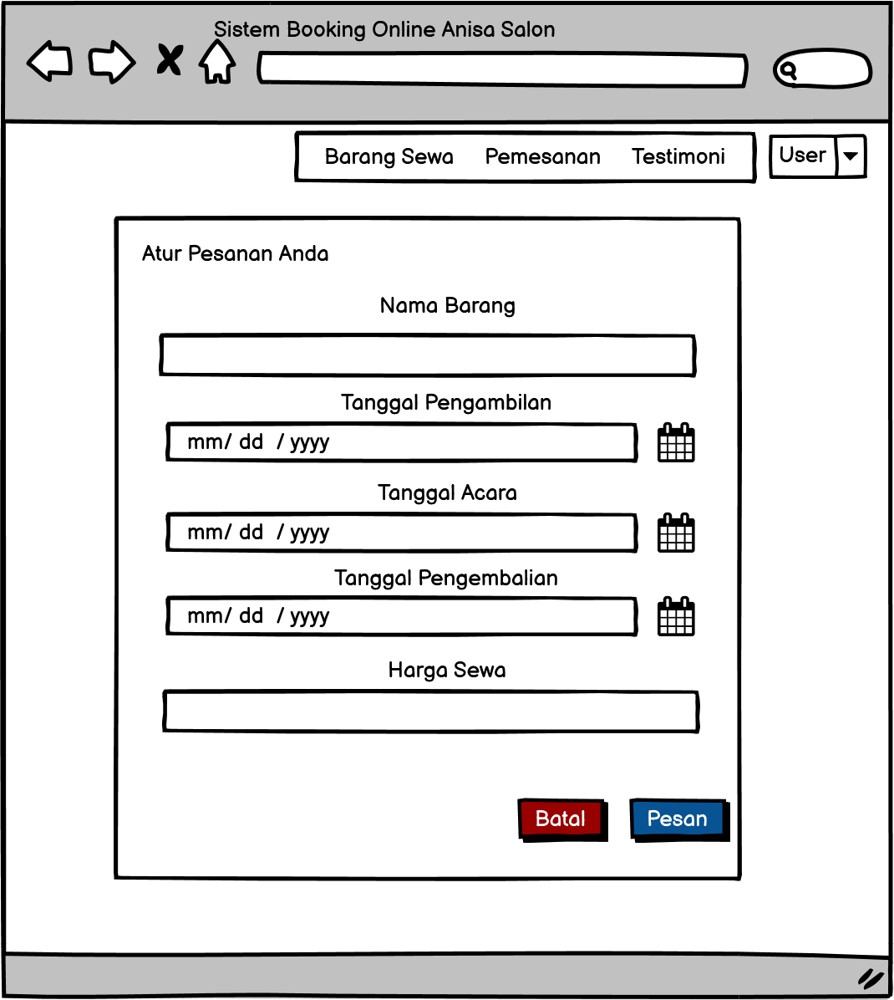 Sistem Booking Online Anisa Salon
Barang Sewa Pemesanan Testimoni User
Atur Pesanan Anda
Nama Barang
Tanggal Pengambilan
mm/ dd / yyyy
Tanggal Acara
mm/ dd / yyyy
Tanggal Pengembalian
mm/ dd / yyyy
Harga Sewa
Batal Pesan